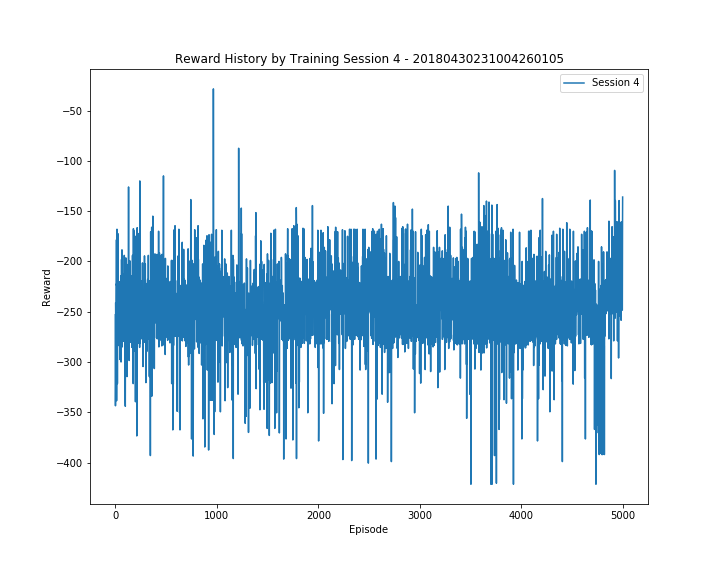 Reward History by Training Session 4 - 20180430231004260105
Session 4
−50
−100
−150
−200
−250
−300
−350
−400
Reward
0 1000 2000 3000 4000 5000
Episode